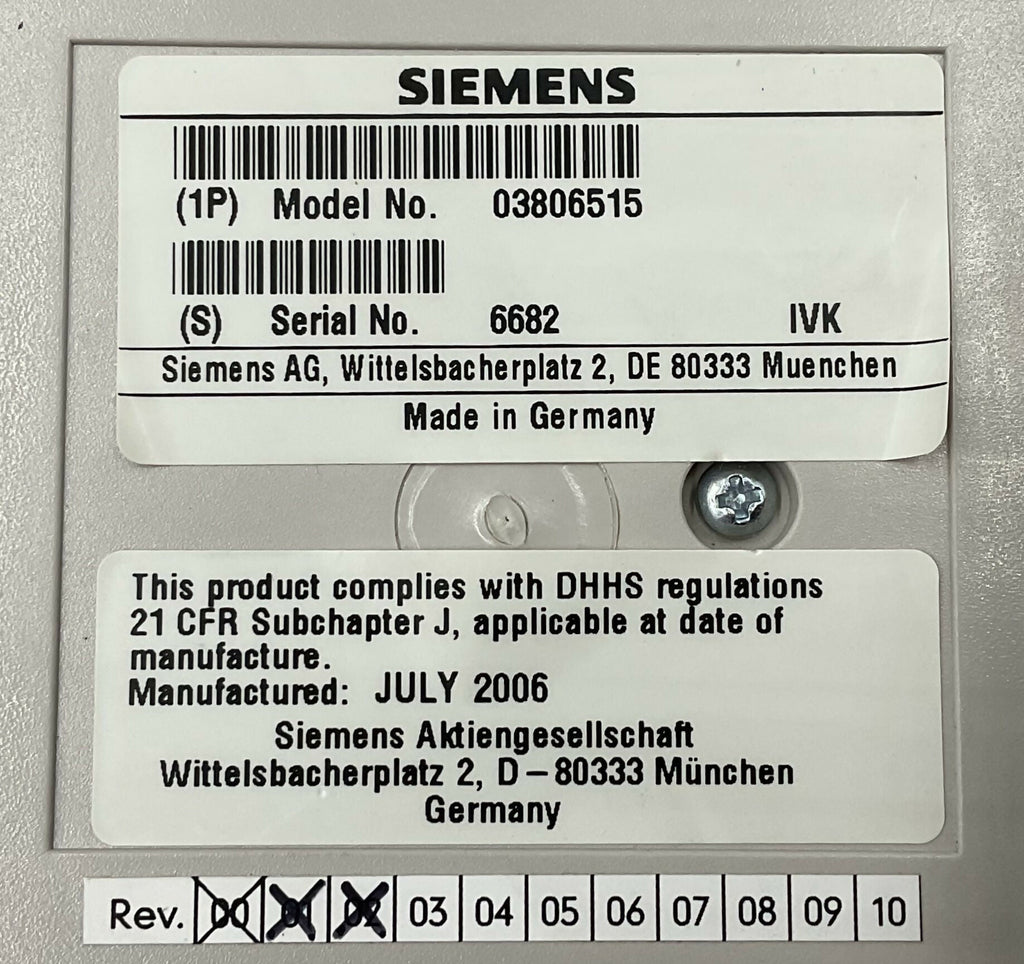 SIEMENS
(1P) Model No. 03806515
(S) Serial No. 6682 IVK
Siemens AG, Wittelsbacherplatz 2, DE 80333 Muenchen
Made in Germany
This product complies with DHHS regulations
21 CFR Subchapter J, applicable at date of
manufacture.
Manufactured: JULY 2006
Siemens Aktiengesellschaft
Wittelsbacherplatz 2, D – 80333 München
Germany
Rev. 00 01 02 03 04 05 06 07 08 09 10